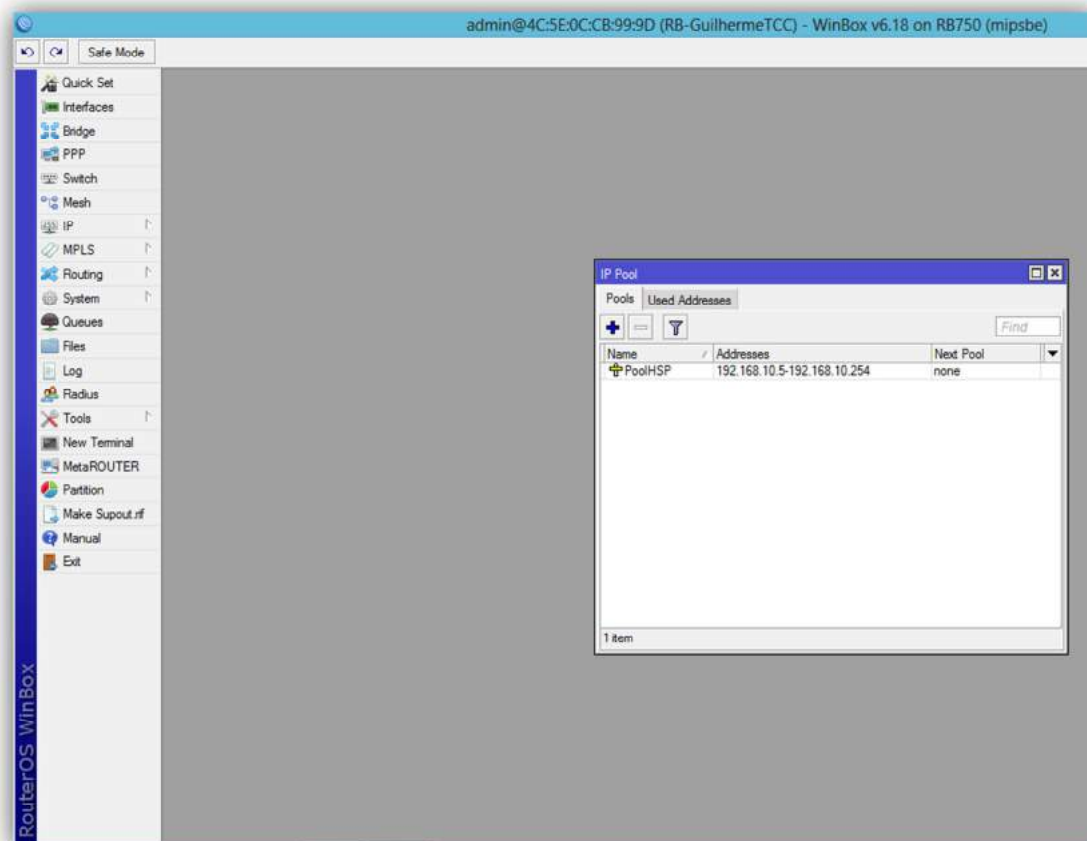 admin@4C:5E:0C:CB:99:9D (RB-GuilhermeTCC) - WinBox v6.18 on RB750 (mipsbe)
Safe Mode
Quick Set
Interfaces
Bridge
PPP
Switch
Mesh
IP
MPLS
Routing
System
Queues
Files
Log
Radius
Tools
New Terminal
MetaROUTER
Partition
Make Supout.rif
Manual
Exit
RouterOS WinBox
IP Pool
Pools Used Addresses
Find
Name Addresses Next Pool
PoolHSP 192.168.10.5-192.168.10.254 none
1 item